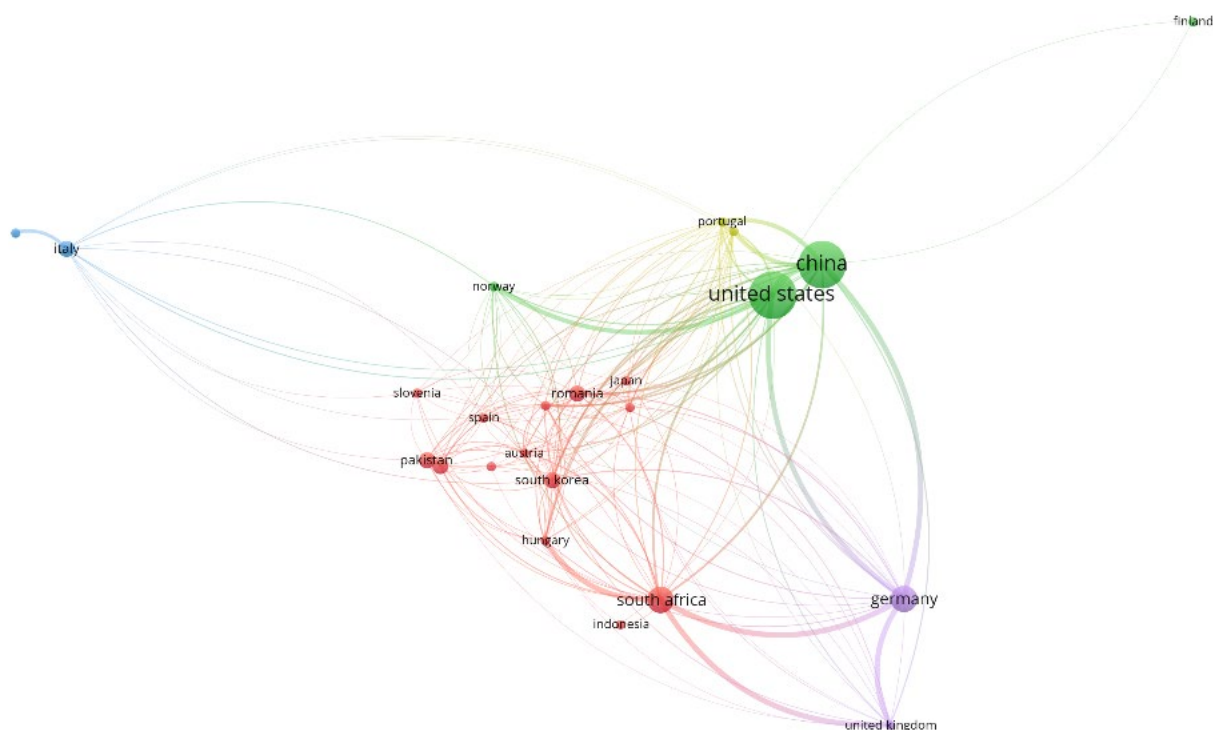 finland
portugal
italy
china
norway
united states
japan
slovenia
romania
spain
austria
pakistan
south korea
hungary
south africa
germany
indonesia
united kingdom